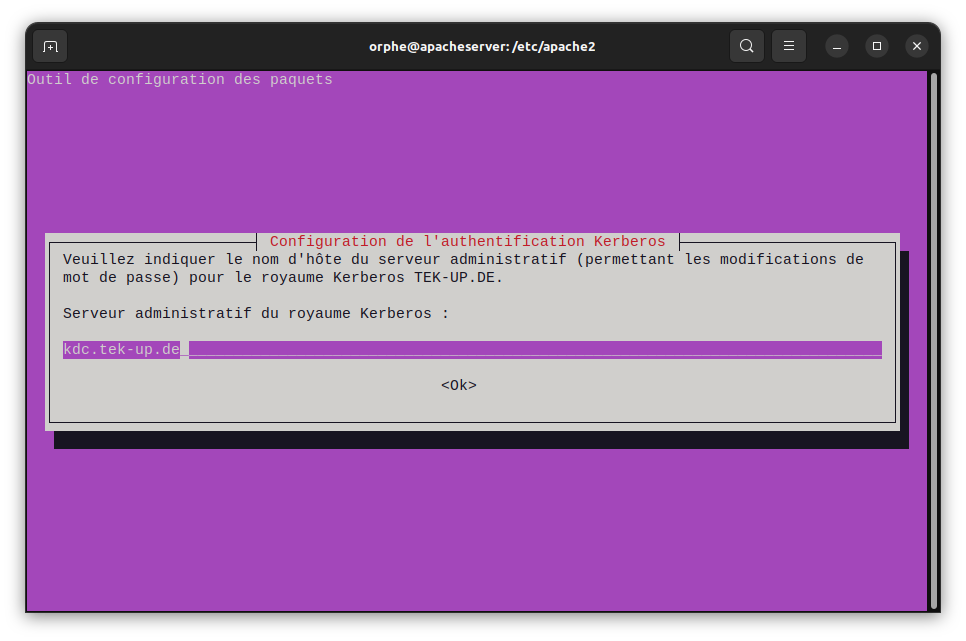 orphe@apacheserver: /etc/apache2
Outil de configuration des paquets
Configuration de l'authentification Kerberos
Veuillez indiquer le nom d'hôte du serveur administratif (permettant les modifications de
mot de passe) pour le royaume Kerberos TEK-UP.DE.
Serveur administratif du royaume Kerberos :
kdc.tek-up.de
<Ok>